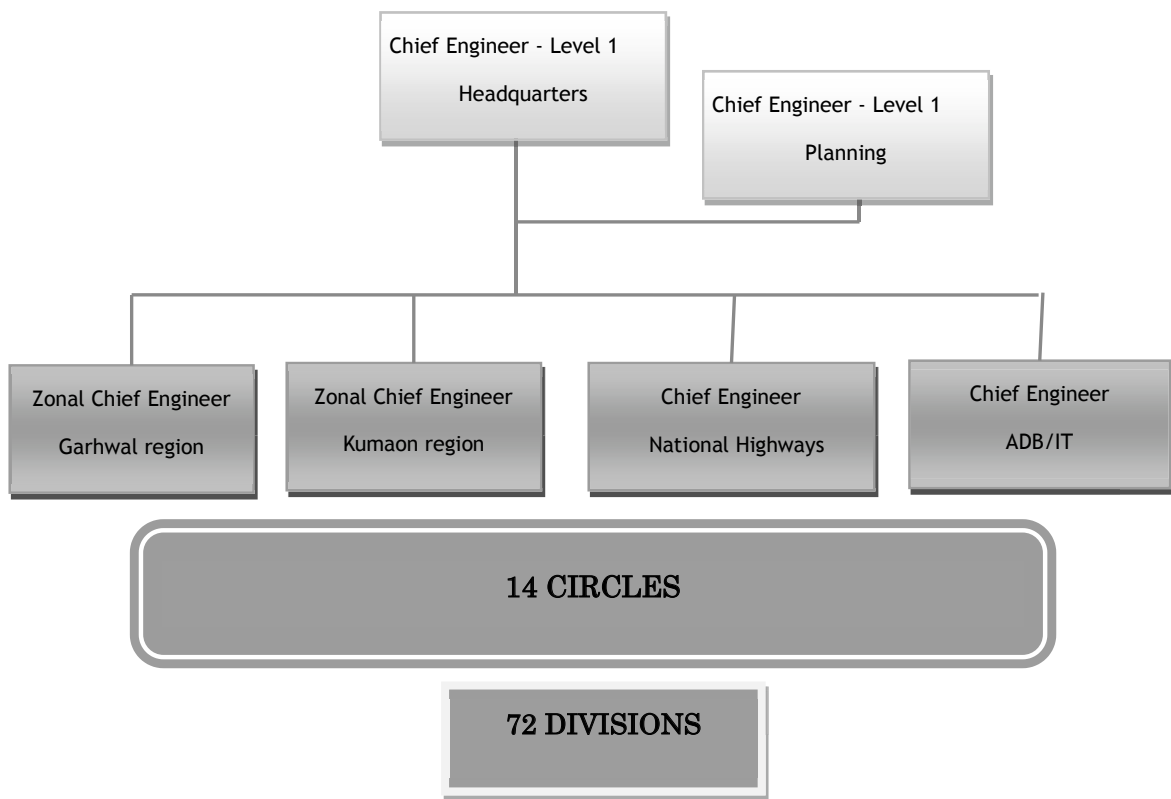 Chief Engineer - Level 1
Headquarters
Chief Engineer - Level 1
Planning
Zonal Chief Engineer
Garhwal region
Zonal Chief Engineer
Kumaon region
Chief Engineer
National Highways
Chief Engineer
ADB/IT
14 CIRCLES
72 DIVISIONS